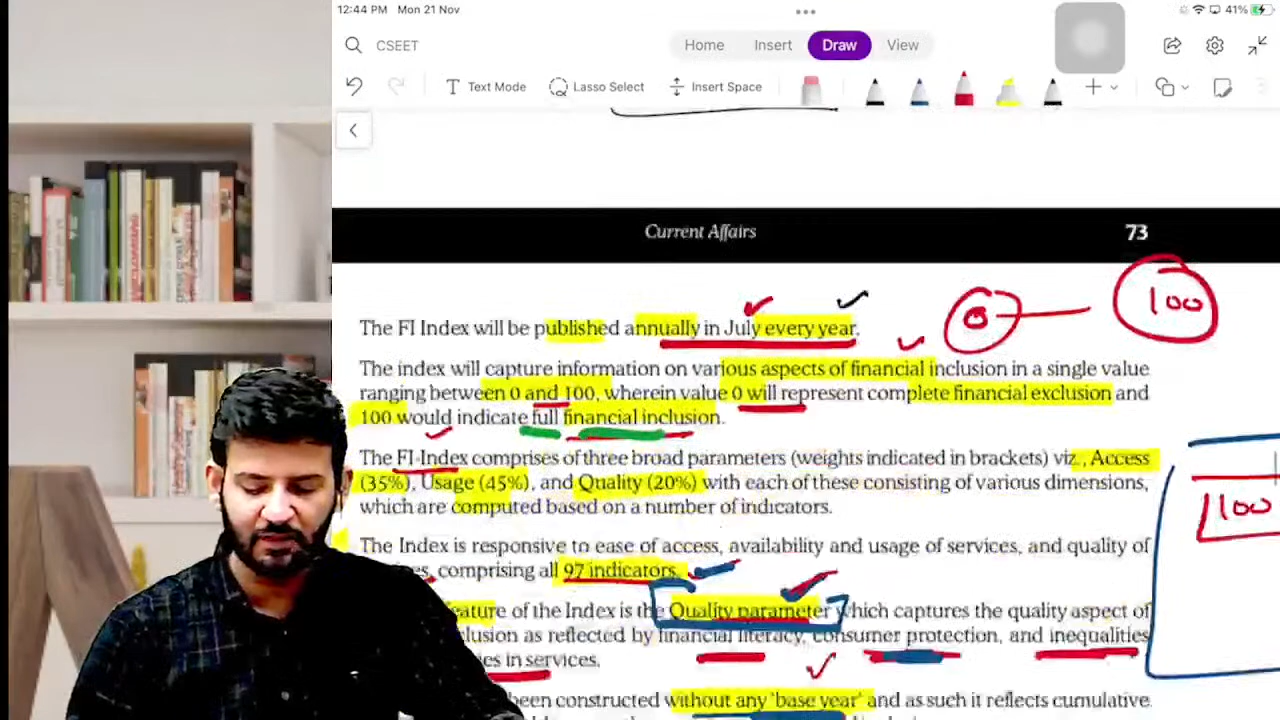 12:44 PM Mon 21 Nov
41%
CSEET
Home Insert Draw View
Text Mode Lasso Select Insert Space
Current Affairs 73
0 100
The FI Index will be published annually in July every year.
The index will capture information on various aspects of financial inclusion in a single value
ranging between 0 and 100, wherein value 0 will represent complete financial exclusion and
100 would indicate full financial inclusion.
The FI-Index comprises of three broad parameters (weights indicated in brackets) viz., Access
(35%), Usage (45%), and Quality (20%) with each of these consisting of various dimensions,
which are computed based on a number of indicators.
100
The Index is responsive to ease of access, availability and usage of services, and quality of
comprising all 97 indicators.
feature of the Index is the Quality parameter which captures the quality aspect of
as reflected by financial literacy, consumer protection, and inequalities
in services.
been constructed without any 'base year' and as such it reflects cumulative